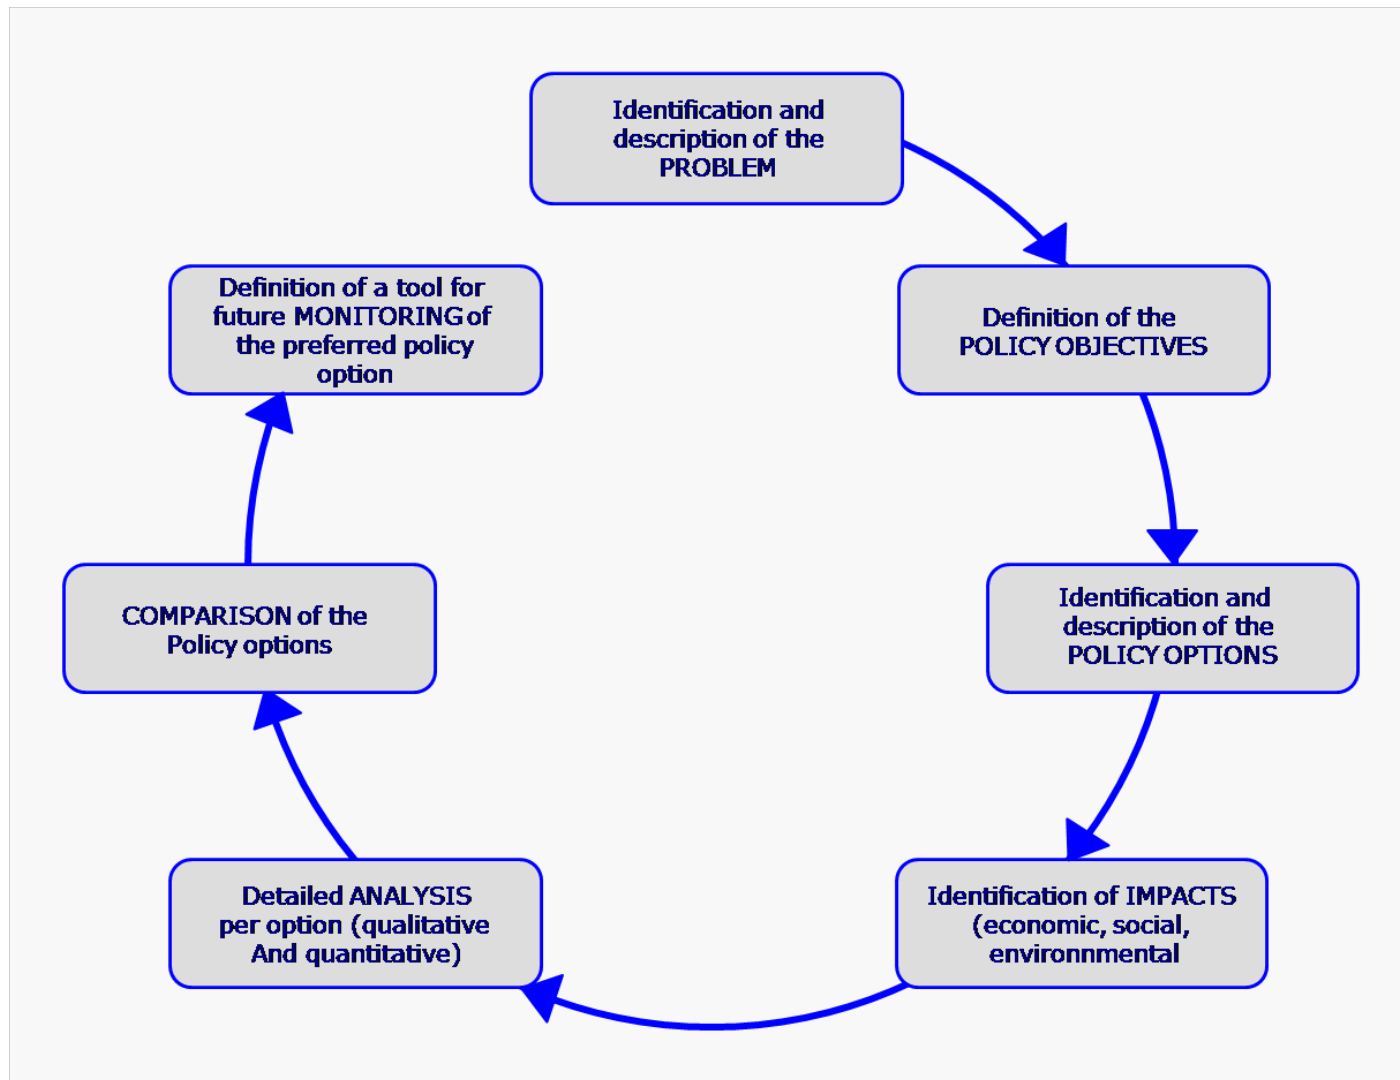 Identification and
description of the
PROBLEM
Definition of the
POLICY OBJECTIVES
Identification and
description of the
POLICY OPTIONS
Identification of IMPACTS
(economic, social,
environnmental
Detailed ANALYSIS
per option (qualitative
And quantitative)
COMPARISON of the
Policy options
Definition of a tool for
future MONITORING of
the preferred policy
option